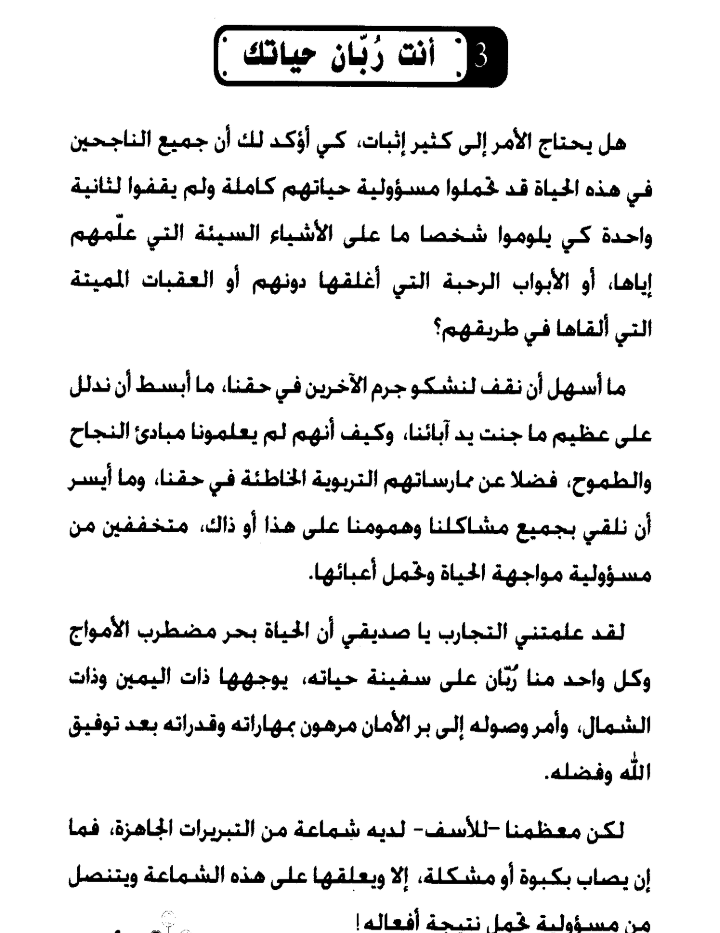 3 أنت رُبّان حياتك
هل يحتاج الأمر إلى كثير إثبات، كي أؤكد لك أن جميع الناجحين
في هذه الحياة قد تحملوا مسؤولية حياتهم كاملة ولم يقفوا لثانية
واحدة كي يلوموا شخصا ما على الأشياء السيئة التي علّمهم
إياها، أو الأبواب الرحبة التي أغلقها دونهم أو العقبات المميتة
التي ألقاها في طريقهم؟
ما أسهل أن نقف لنشكو جرم الآخرين في حقنا، ما أبسط أن ندلل
على عظيم ما جنت يد آبائنا، وكيف أنهم لم يعلمونا مبادئ النجاح
والطموح، فضلا عن ممارساتهم التربوية الخاطئة في حقنا، وما أيسر
أن نلقي بجميع مشاكلنا وهمومنا على هذا أو ذاك، متخففين من
مسؤولية مواجهة الحياة وتحمل أعبائها.
لقد علمتني التجارب يا صديقي أن الحياة بحر مضطرب الأمواج
وكل واحد منا رُبّان على سفينة حياته، يوجهها ذات اليمين وذات
الشمال، وأمر وصوله إلى بر الأمان مرهون بمهاراته وقدراته بعد توفيق
الله وفضله.
لكن معظمنا -للأسف- لديه شماعة من التبريرات الجاهزة، فما
إن يصاب بكبوة أو مشكلة، إلا ويعلقها على هذه الشماعة ويتنصل
من مسؤولية تحمل نتيجة أفعاله!